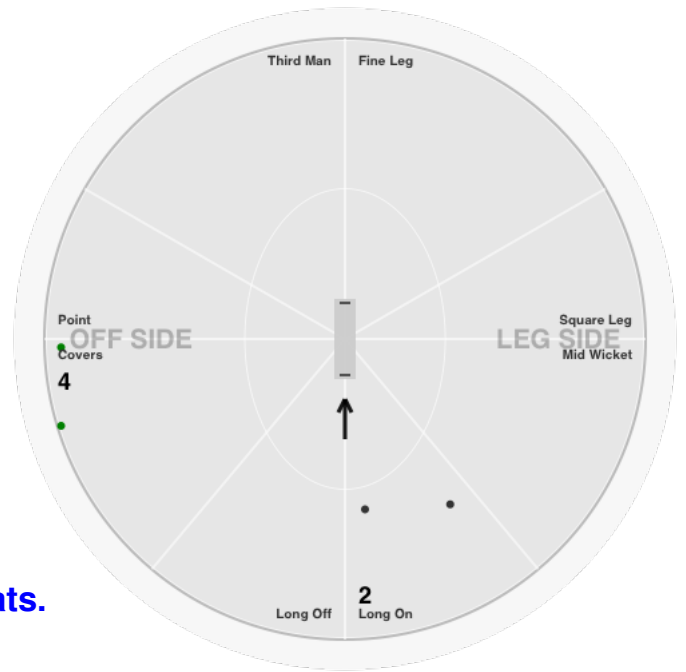 Third Man
Fine Leg
Point
Square Leg
OFF SIDE
LEG SIDE
Covers
Mid Wicket
4
2
Long Off
Long On